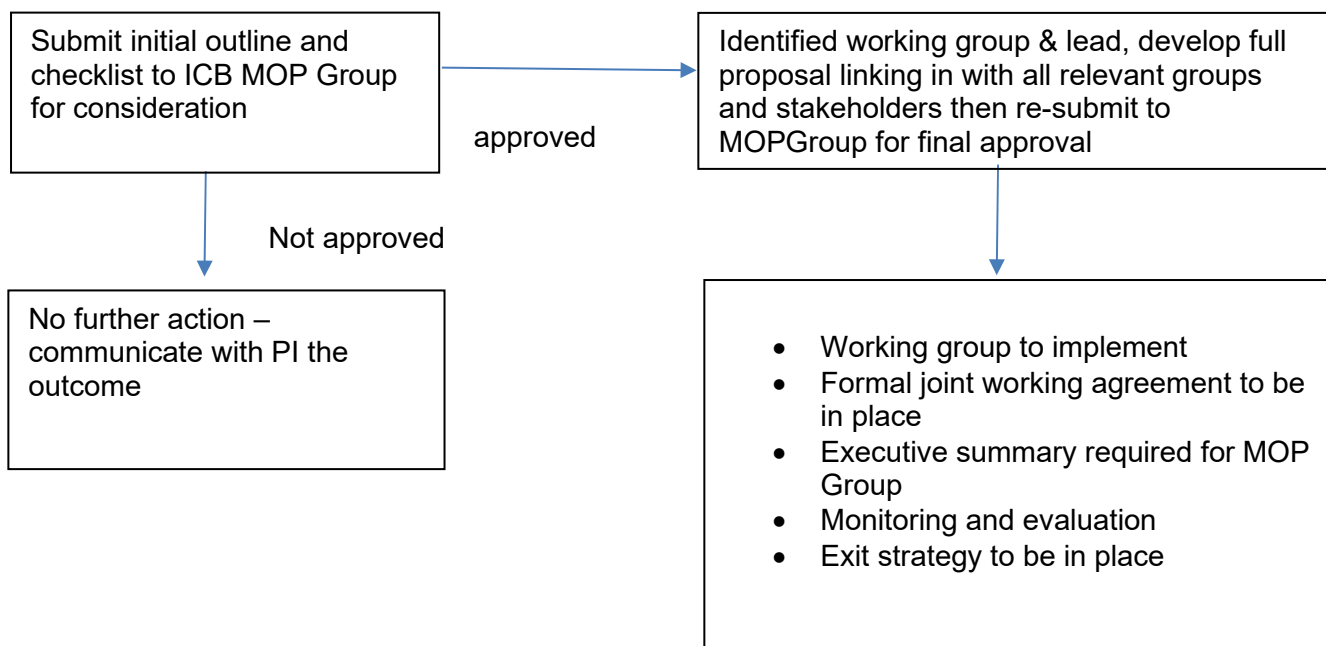 Submit initial outline and
checklist to ICB MOP Group
for consideration
approved
Identified working group & lead, develop full
proposal linking in with all relevant groups
and stakeholders then re-submit to
MOPGroup for final approval
Not approved
No further action –
communicate with PI the
outcome
• Working group to implement
• Formal joint working agreement to be
in place
• Executive summary required for MOP
Group
• Monitoring and evaluation
• Exit strategy to be in place